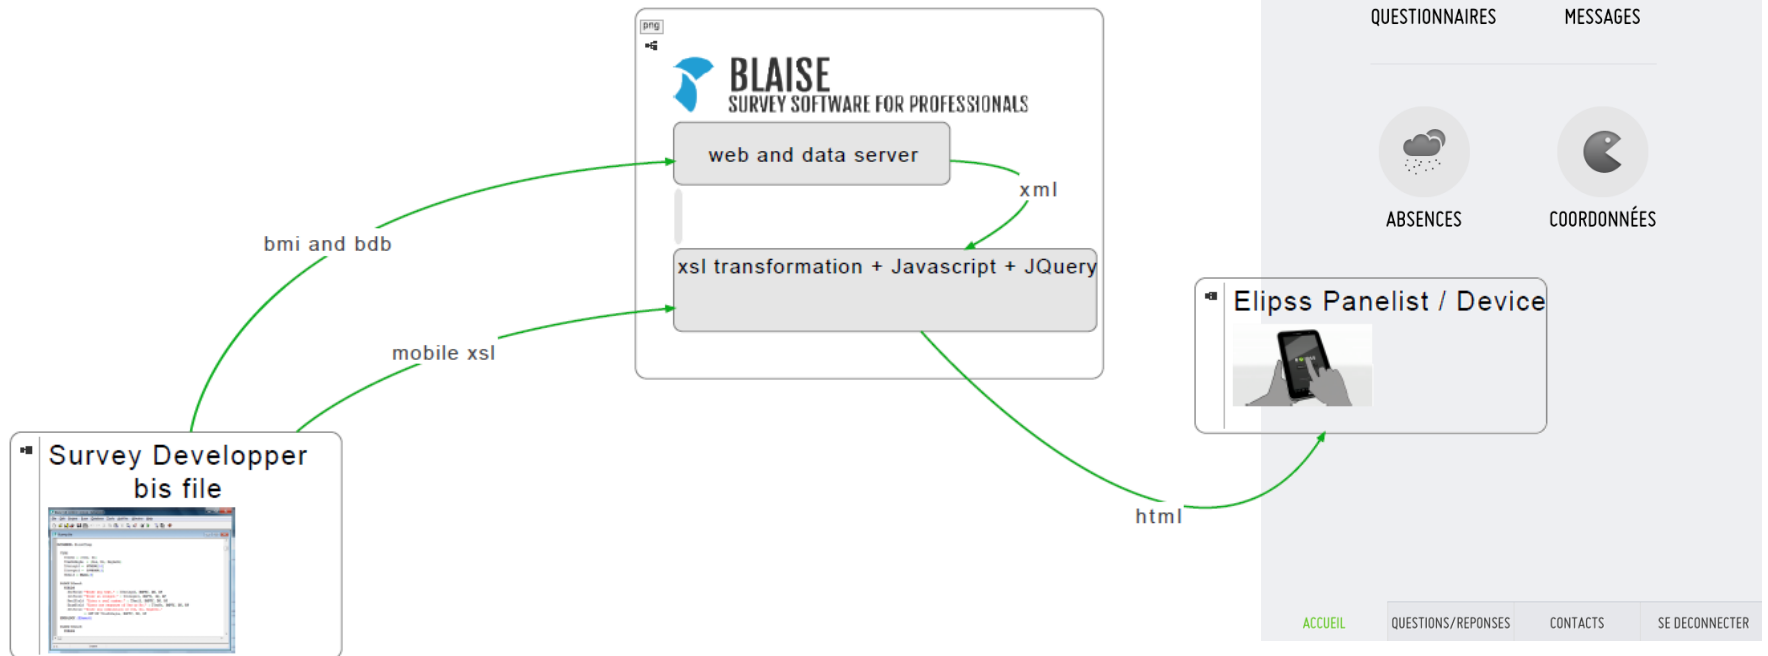 png
BLAISE
SURVEY SOFTWARE FOR PROFESSIONALS
web and data server
xml
bmi and bdb
xsl transformation + Javascript + JQuery
mobile xsl
Survey Developper
bis file
html
Elipss Panelist / Device
QUESTIONNAIRES
MESSAGES
ABSENCES
COORDONNÉES
ACCUEIL
QUESTIONS/REPONSES
CONTACTS
SE DECONNECTER